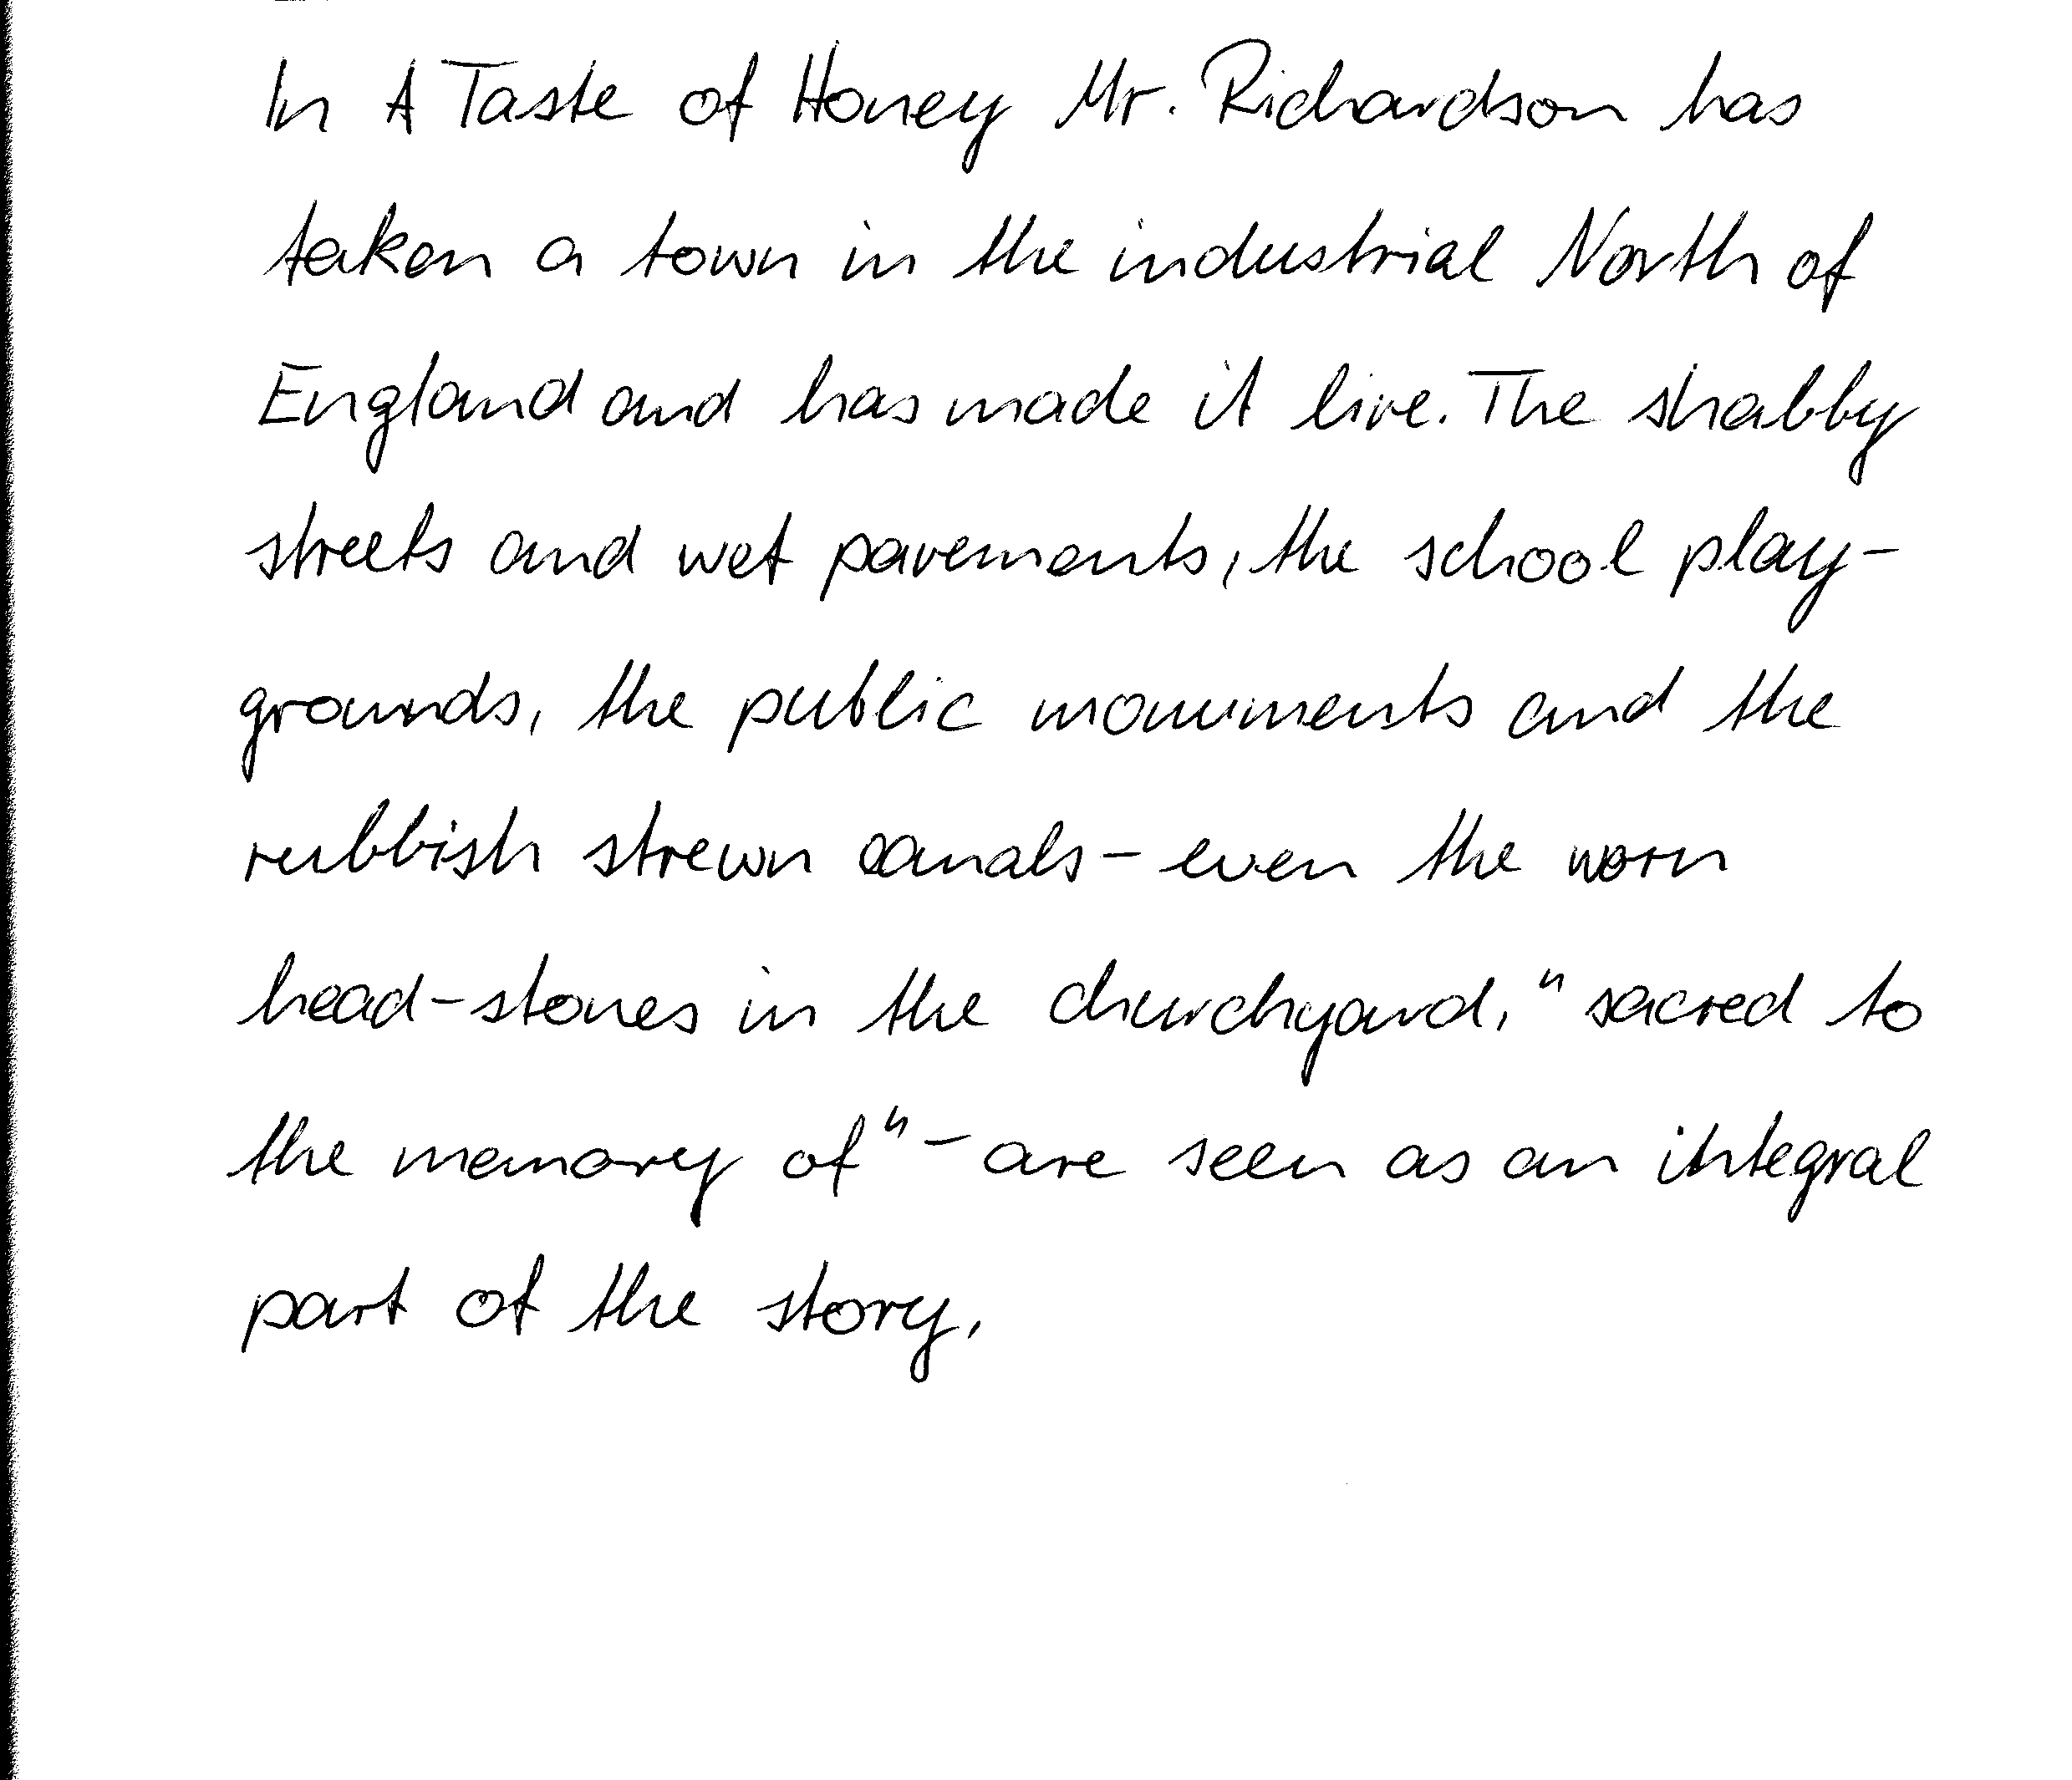 In A Taste of Honey Mr. Richardson has
taken a town in the industrial North of
England and has made it live. The shabby
streets and wet pavements, the school play-
grounds, the public monuments and the
rubbish strewn canals - even the worn
head-stones in the churchyard, "sacred to
the memory of" - are seen as an integral
part of the story.